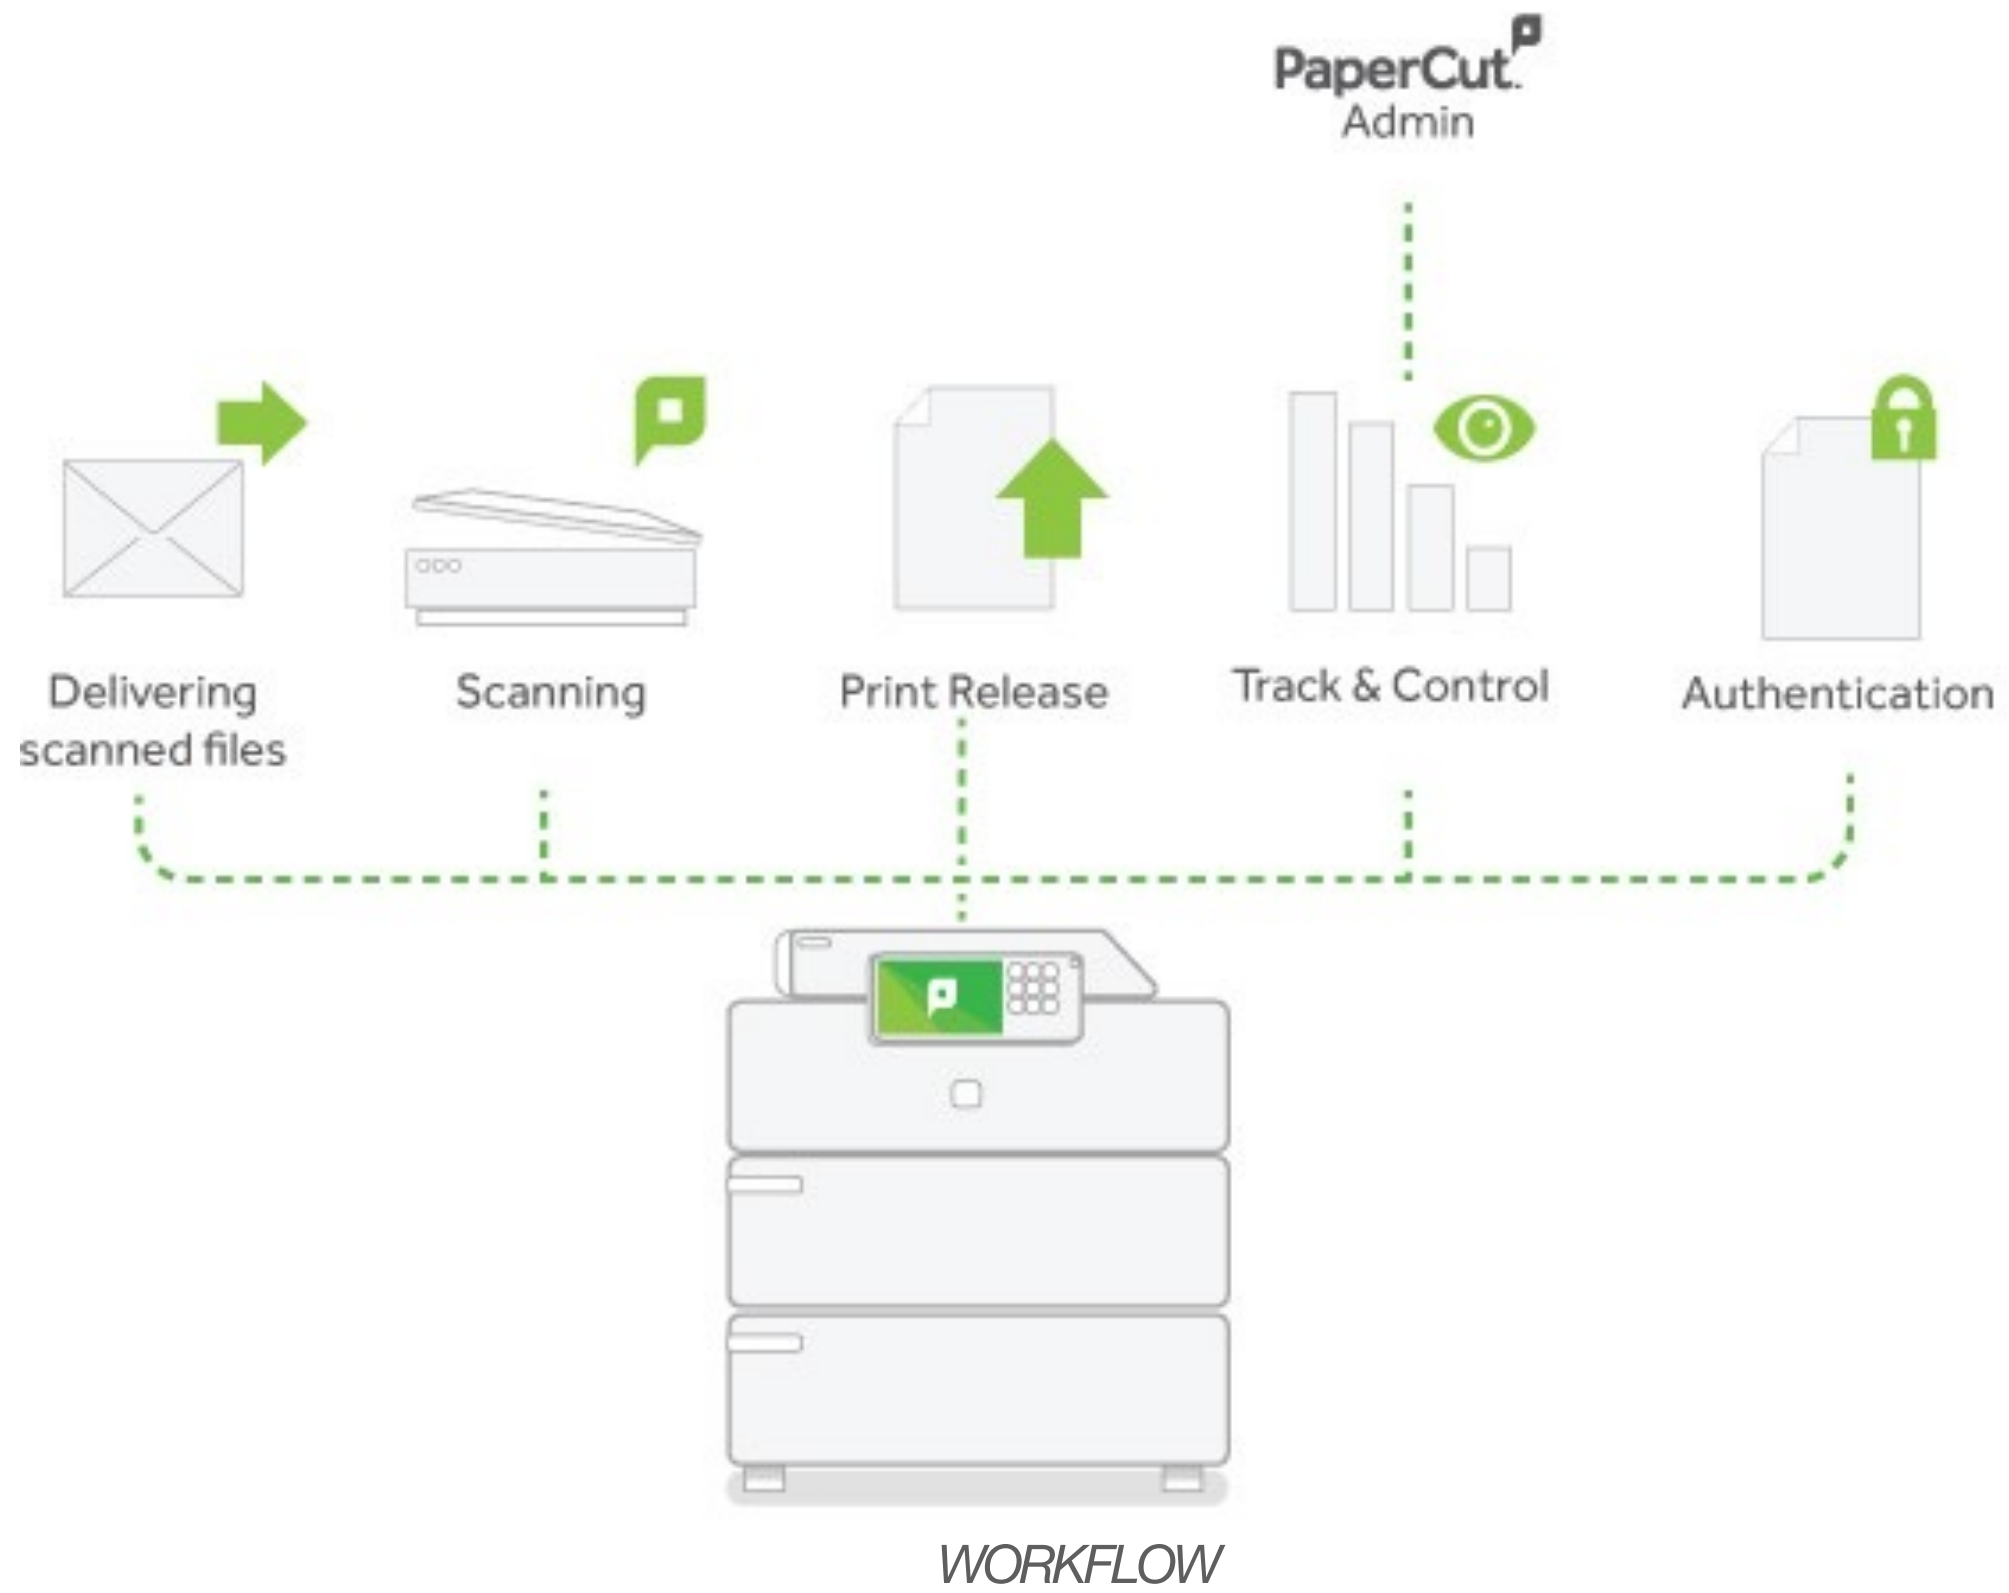 PaperCut
Admin
Delivering
scanned files
Scanning
Print Release
Track & Control
Authentication
WORKFLOW